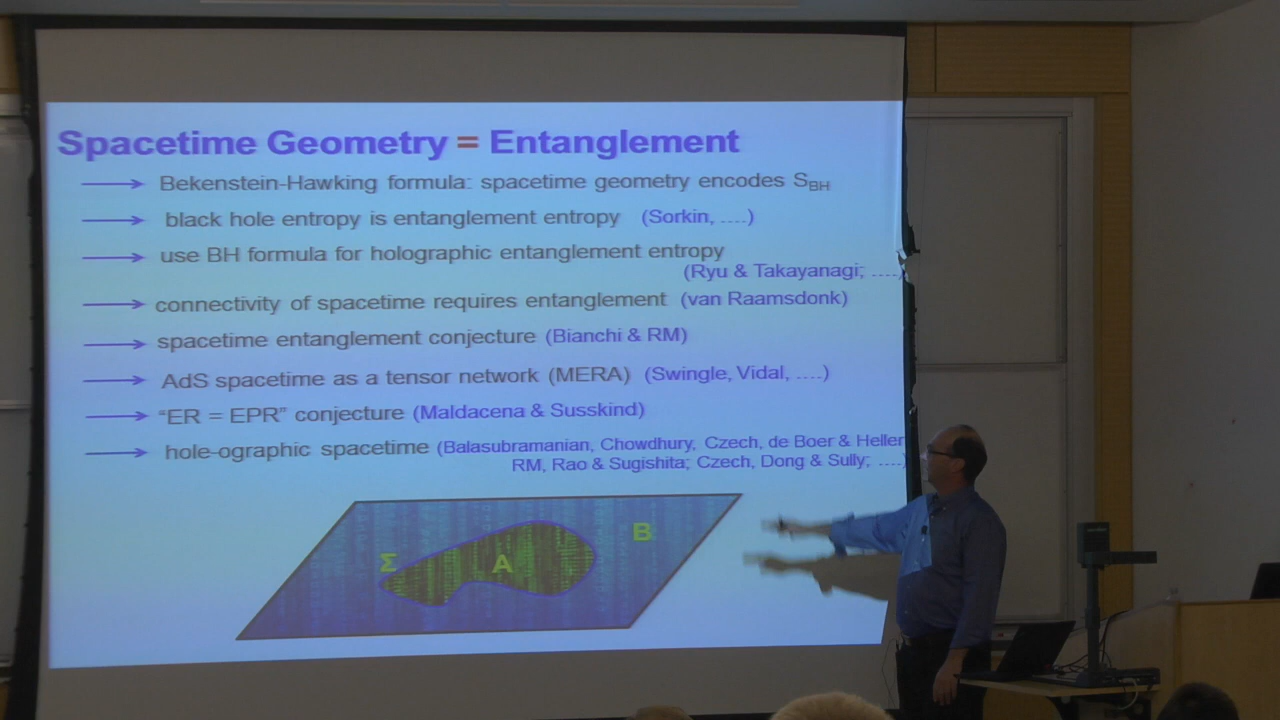 Spacetime Geometry = Entanglement
Bekenstein-Hawking formula: spacetime geometry encodes S_BH
black hole entropy is entanglement entropy (Sorkin, ....)
use BH formula for holographic entanglement entropy
(Ryu & Takayanagi; ....)
connectivity of spacetime requires entanglement (van Raamsdonk)
spacetime entanglement conjecture (Bianchi & RM)
AdS spacetime as a tensor network (MERA) (Swingle, Vidal, ....)
“ER = EPR” conjecture (Maldacena & Susskind)
hole-ographic spacetime (Balasubramanian, Chowdhury, Czech, de Boer & Heller
RM, Rao & Sugishita; Czech, Dong & Sully; ....)
B
Σ
A